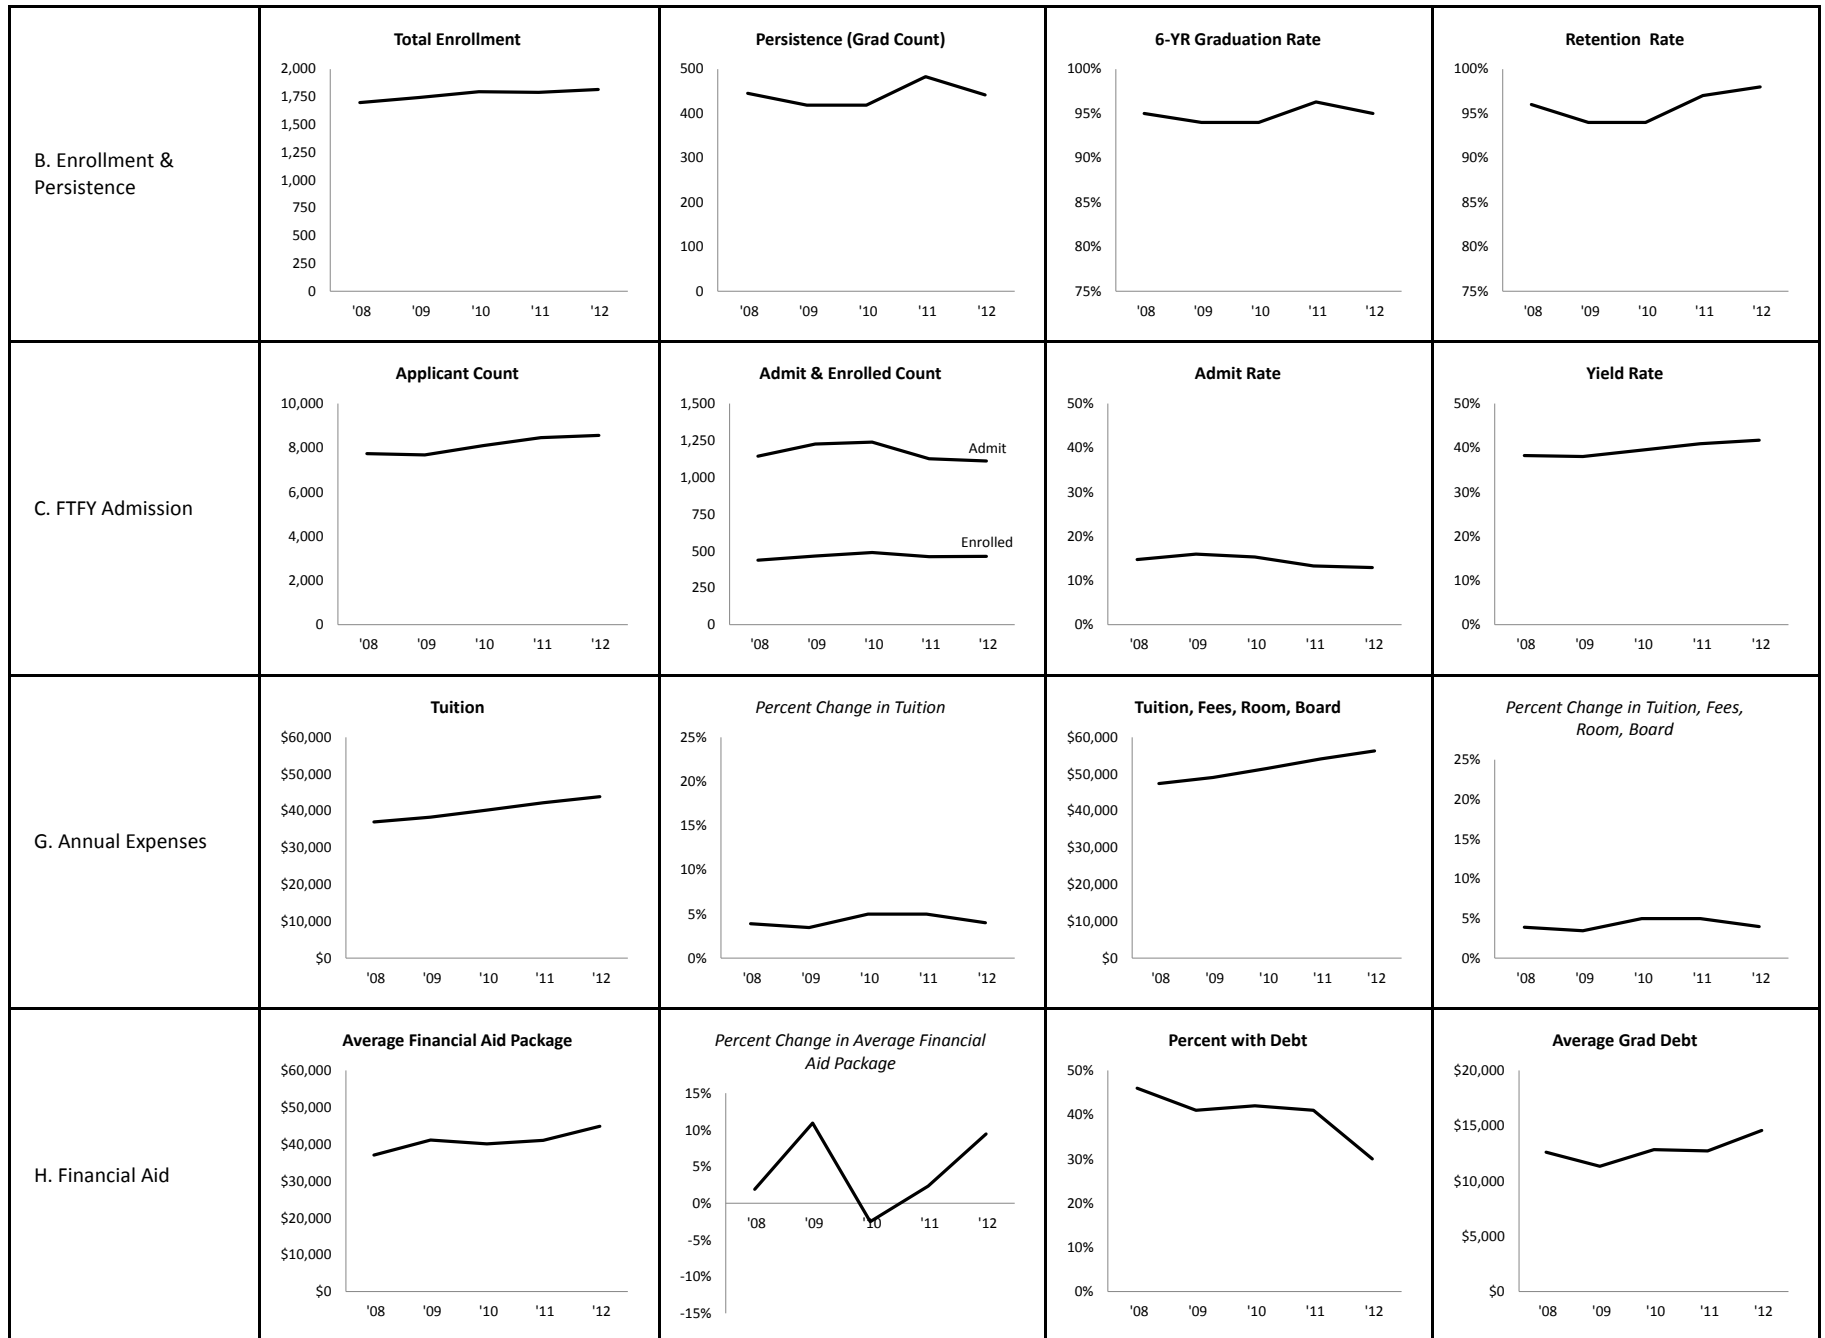 B. Enrollment &
Persistence
Total Enrollment
2,000
1,750
1,500
1,250
1,000
750
500
250
0
'08 '09 '10 '11 '12
Persistence (Grad Count)
500
400
300
200
100
0
'08 '09 '10 '11 '12
6-YR Graduation Rate
100%
95%
90%
85%
80%
75%
'08 '09 '10 '11 '12
Retention Rate
100%
95%
90%
85%
80%
75%
'08 '09 '10 '11 '12
C. FTFY Admission
Applicant Count
10,000
8,000
6,000
4,000
2,000
0
'08 '09 '10 '11 '12
Admit & Enrolled Count
1,500
1,250
1,000
750
500
250
0
Admit
Enrolled
'08 '09 '10 '11 '12
Admit Rate
50%
40%
30%
20%
10%
0%
'08 '09 '10 '11 '12
Yield Rate
50%
40%
30%
20%
10%
0%
'08 '09 '10 '11 '12
G. Annual Expenses
Tuition
$60,000
$50,000
$40,000
$30,000
$20,000
$10,000
$0
'08 '09 '10 '11 '12
Percent Change in Tuition
25%
20%
15%
10%
5%
0%
'08 '09 '10 '11 '12
Tuition, Fees, Room, Board
$60,000
$50,000
$40,000
$30,000
$20,000
$10,000
$0
'08 '09 '10 '11 '12
Percent Change in Tuition, Fees,
Room, Board
25%
20%
15%
10%
5%
0%
'08 '09 '10 '11 '12
H. Financial Aid
Average Financial Aid Package
$60,000
$50,000
$40,000
$30,000
$20,000
$10,000
$0
'08 '09 '10 '11 '12
Percent Change in Average Financial
Aid Package
15%
10%
5%
0%
-5%
-10%
-15%
'08 '09 '10 '11 '12
Percent with Debt
50%
40%
30%
20%
10%
0%
'08 '09 '10 '11 '12
Average Grad Debt
$20,000
$15,000
$10,000
$5,000
$0
'08 '09 '10 '11 '12